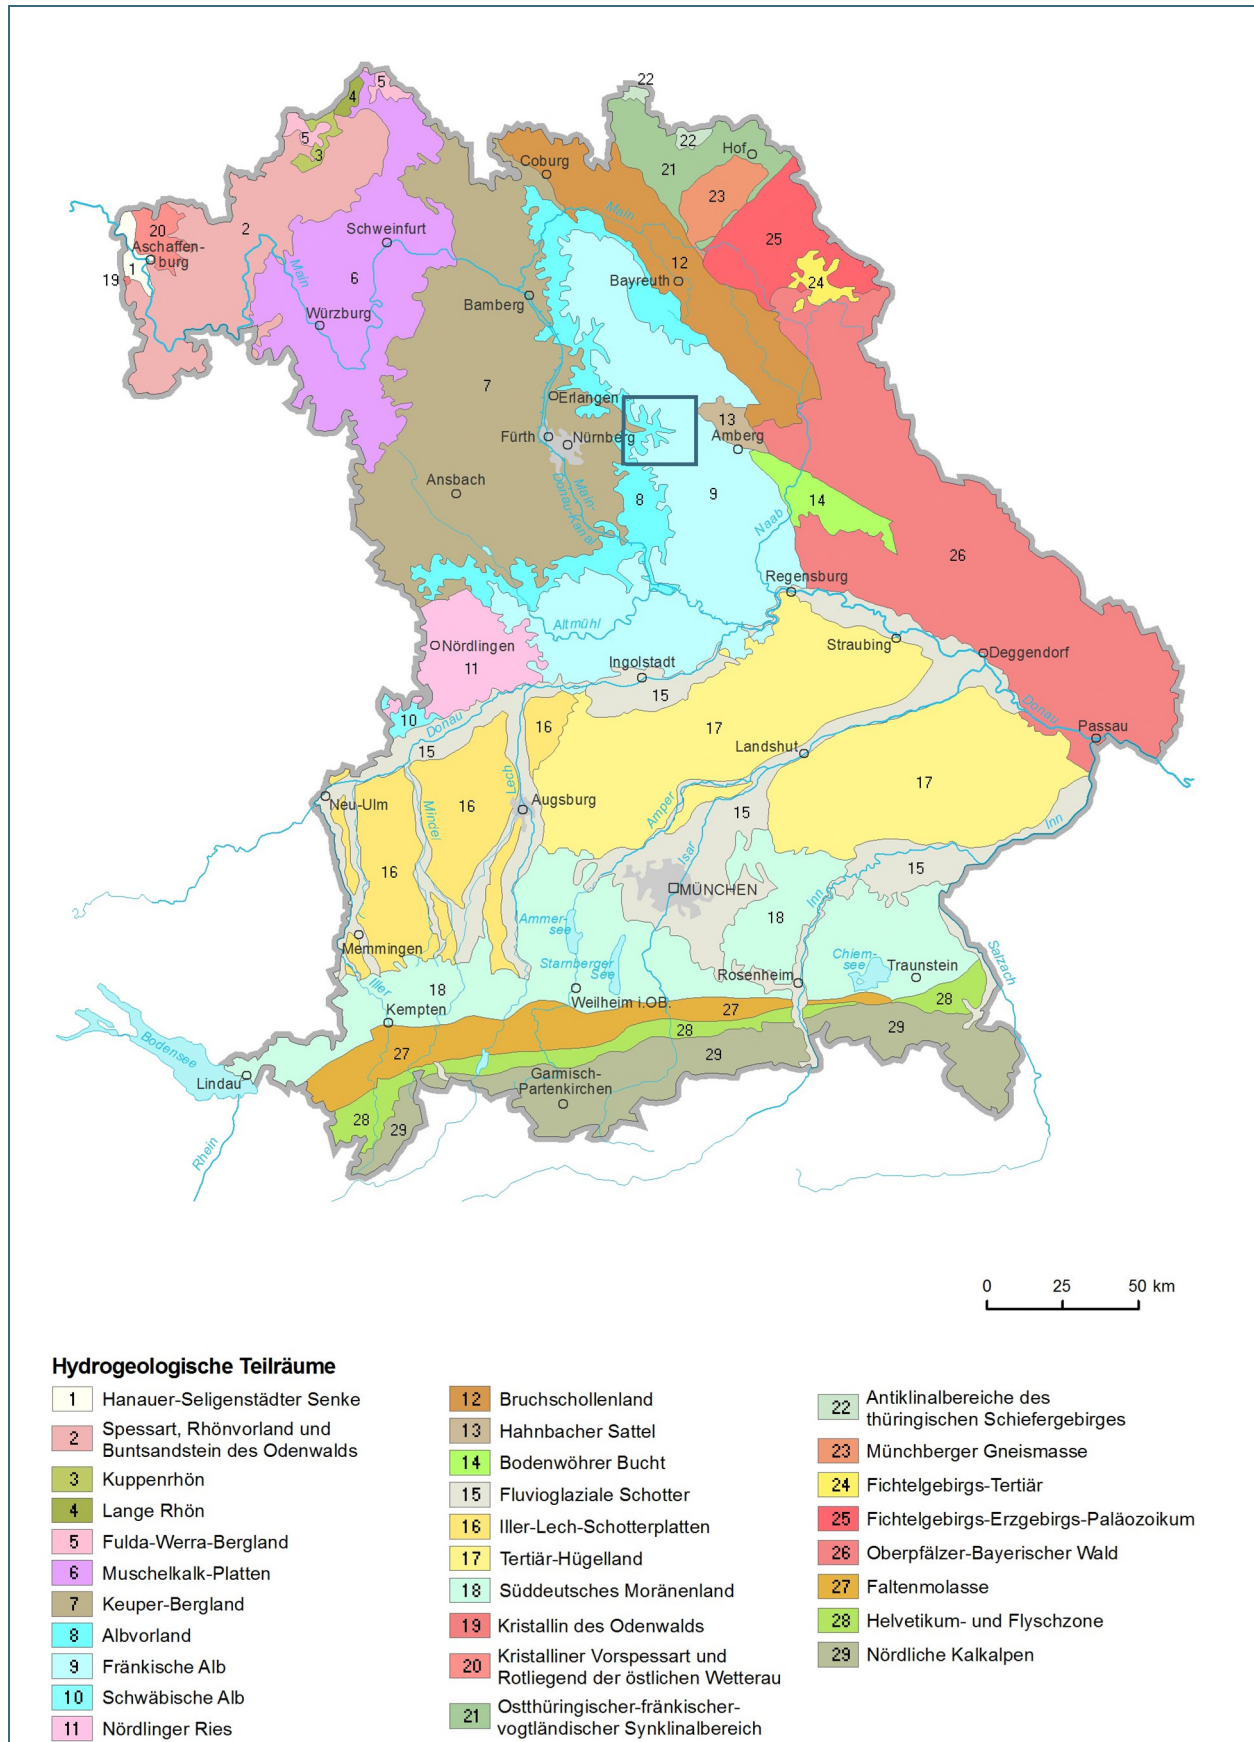 22
5
4
22
Hof
5
3
21
Coburg
23
20
2
Main
Schweinfurt
25
Aschaffen-
burg
1
19
Main
6
12
24
Bayreuth
Bamberg
Würzburg
7
Erlangen
13
Fürth
Nürnberg
Amberg
Ansbach
Main-
Donau-Kanal
8
9
14
Naab
26
Regensburg
Altmühl
Straubing
Nördlingen
11
Deggendorf
Ingolstadt
15
10
Donau
16
17
Donau
Passau
15
Landshut
Lech
17
Neu-Ulm
Mindel
16
Augsburg
Amper
15
Inn
Isar
16
15
MÜNCHEN
Inn
Ammer-
see
18
Memmingen
Salzach
Starnberger
See
Chiem-
see
Rosenheim
Traunstein
Iller
18
Weilheim i.OB.
28
Kempten
27
28
29
Bodensee
27
29
Lindau
Garmisch-
Partenkirchen
28
29
Rhein
0 25 50 km
Hydrogeologische Teilräume
1 Hanauer-Seligenstädter Senke
2 Spessart, Rhönvorland und
Buntsandstein des Odenwalds
3 Kuppenrhön
4 Lange Rhön
5 Fulda-Werra-Bergland
6 Muschelkalk-Platten
7 Keuper-Bergland
8 Albvorland
9 Fränkische Alb
10 Schwäbische Alb
11 Nördlinger Ries
12 Bruchschollenland
13 Hahnbacher Sattel
14 Bodenwöhrer Bucht
15 Fluvioglaziale Schotter
16 Iller-Lech-Schotterplatten
17 Tertiär-Hügelland
18 Süddeutsches Moränenland
19 Kristallin des Odenwalds
20 Kristalliner Vorspessart und
Rotliegend der östlichen Wetterau
21 Ostthüringischer-fränkischer-
vogtländischer Synklinalbereich
22 Antiklinalbereiche des
thüringischen Schiefergebirges
23 Münchberger Gneismasse
24 Fichtelgebirgs-Tertiär
25 Fichtelgebirgs-Erzgebirgs-Paläozoikum
26 Oberpfälzer-Bayerischer Wald
27 Faltenmolasse
28 Helvetikum- und Flyschzone
29 Nördliche Kalkalpen